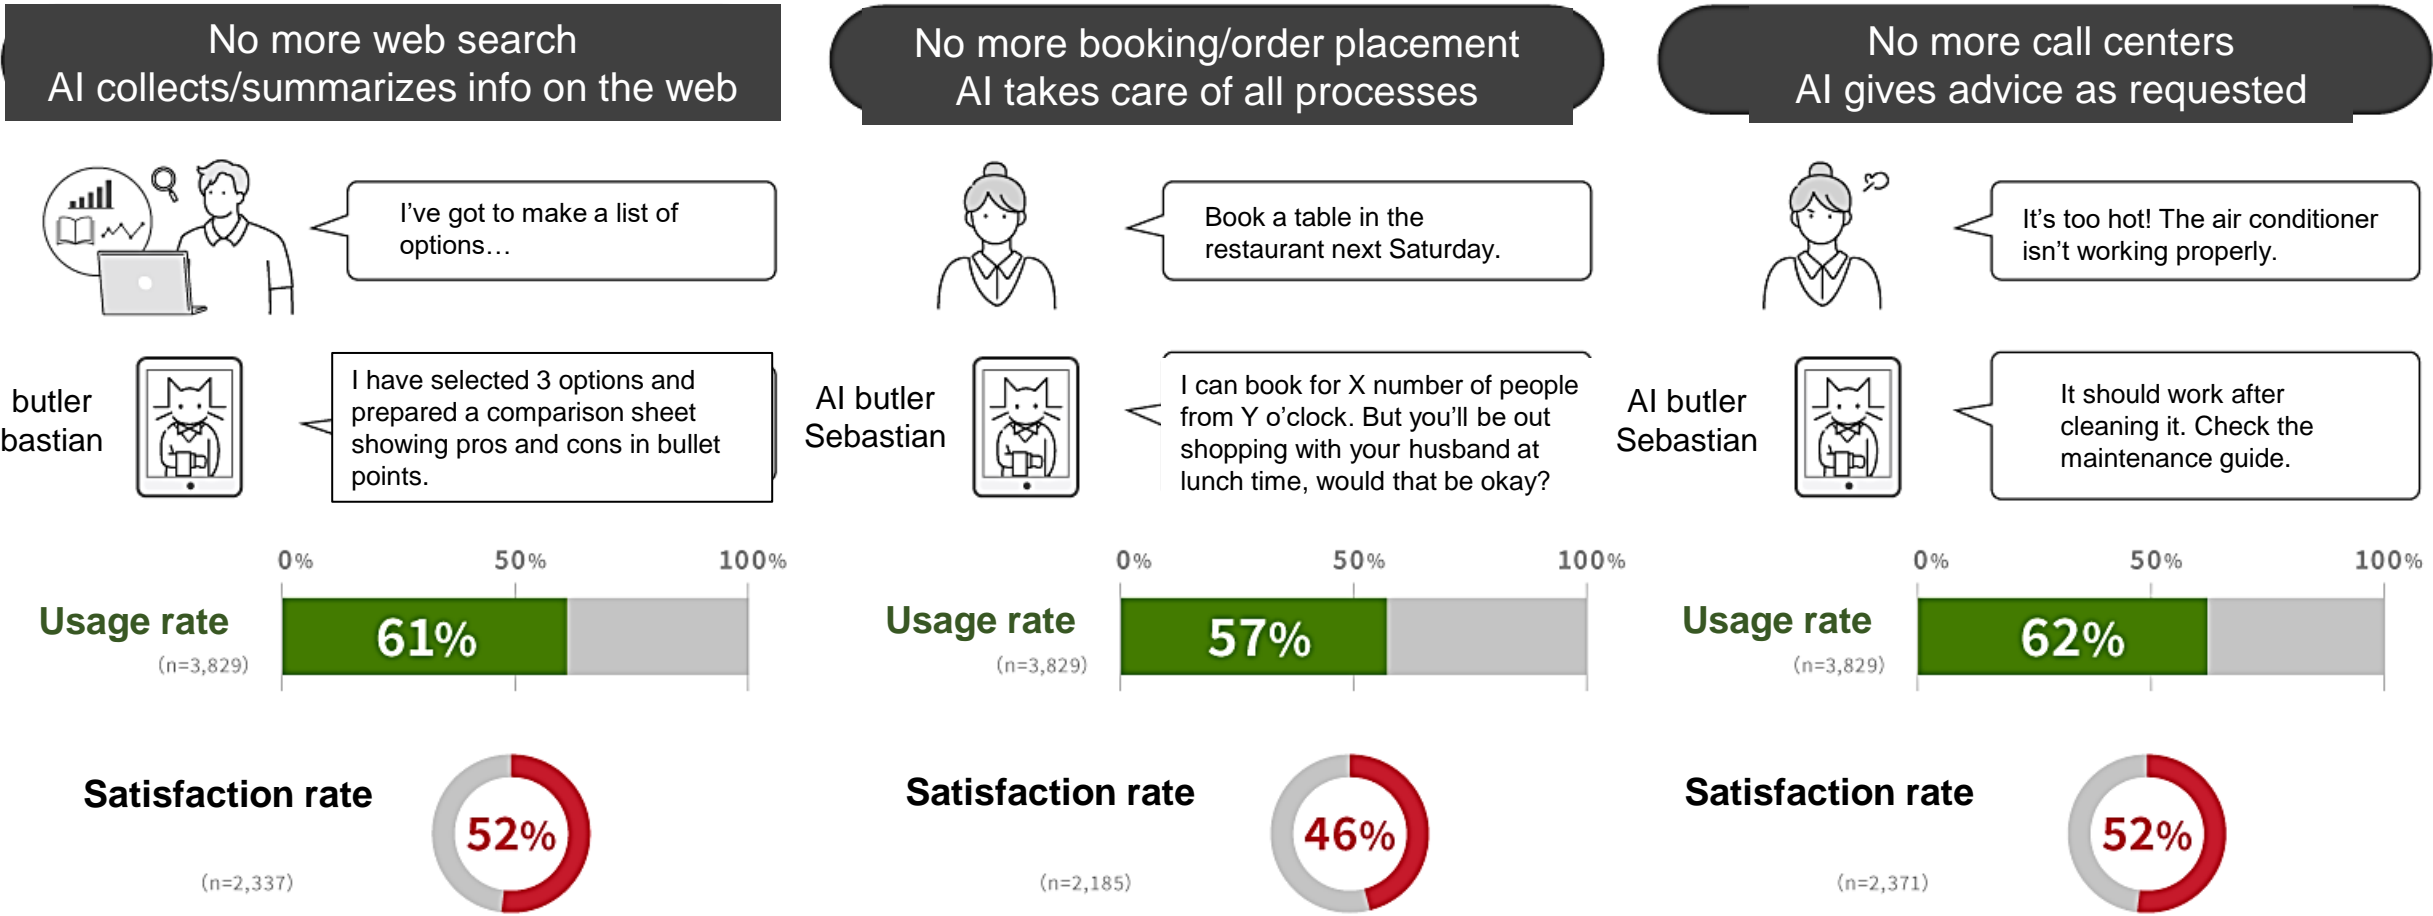 No more web search
AI collects/summarizes info on the web
I've got to make a list of
options…
butler
bastian
I have selected 3 options and
prepared a comparison sheet
showing pros and cons in bullet
points.
0% 50% 100%
Usage rate
(n=3,829)
61%
Satisfaction rate
(n=2,337)
52%
No more booking/order placement
AI takes care of all processes
Book a table in the
restaurant next Saturday.
AI butler
Sebastian
I can book for X number of people
from Y o'clock. But you'll be out
shopping with your husband at
lunch time, would that be okay?
0% 50% 100%
Usage rate
(n=3,829)
57%
Satisfaction rate
(n=2,185)
46%
No more call centers
AI gives advice as requested
It's too hot! The air conditioner
isn't working properly.
AI butler
Sebastian
It should work after
cleaning it. Check the
maintenance guide.
0% 50% 100%
Usage rate
(n=3,829)
62%
Satisfaction rate
(n=2,371)
52%